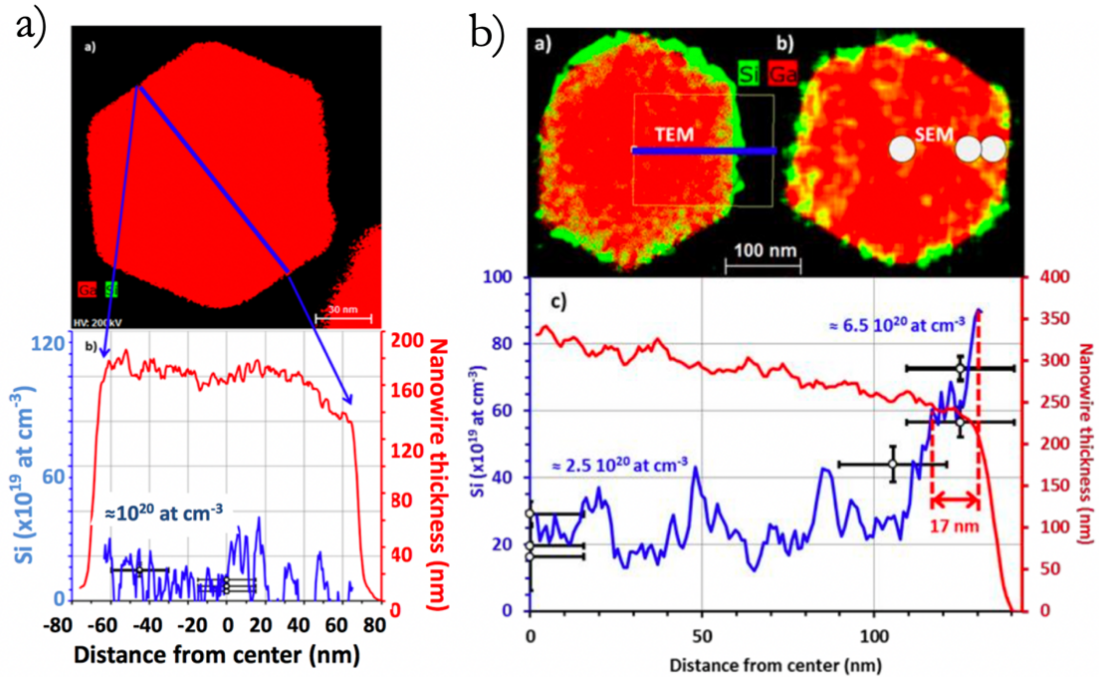 a)
a)
Ga Si
HV: 200kV
30 nm
b)
120
60
0
Si (x10¹⁹ at cm⁻³)
≈10²⁰ at cm⁻³
200
160
120
80
40
0
Nanowire thickness (nm)
-80 -60 -40 -20 0 20 40 60 80
Distance from center (nm)
b)
a)
Si Ga
b)
TEM
SEM
100 nm
c)
100
80
60
40
20
0
Si (x10¹⁹ at cm⁻³)
≈ 6.5 10²⁰ at cm⁻³
≈ 2.5 10²⁰ at cm⁻³
17 nm
400
350
300
250
200
150
100
50
0
Nanowire thickness (nm)
0 50 100
Distance from center (nm)